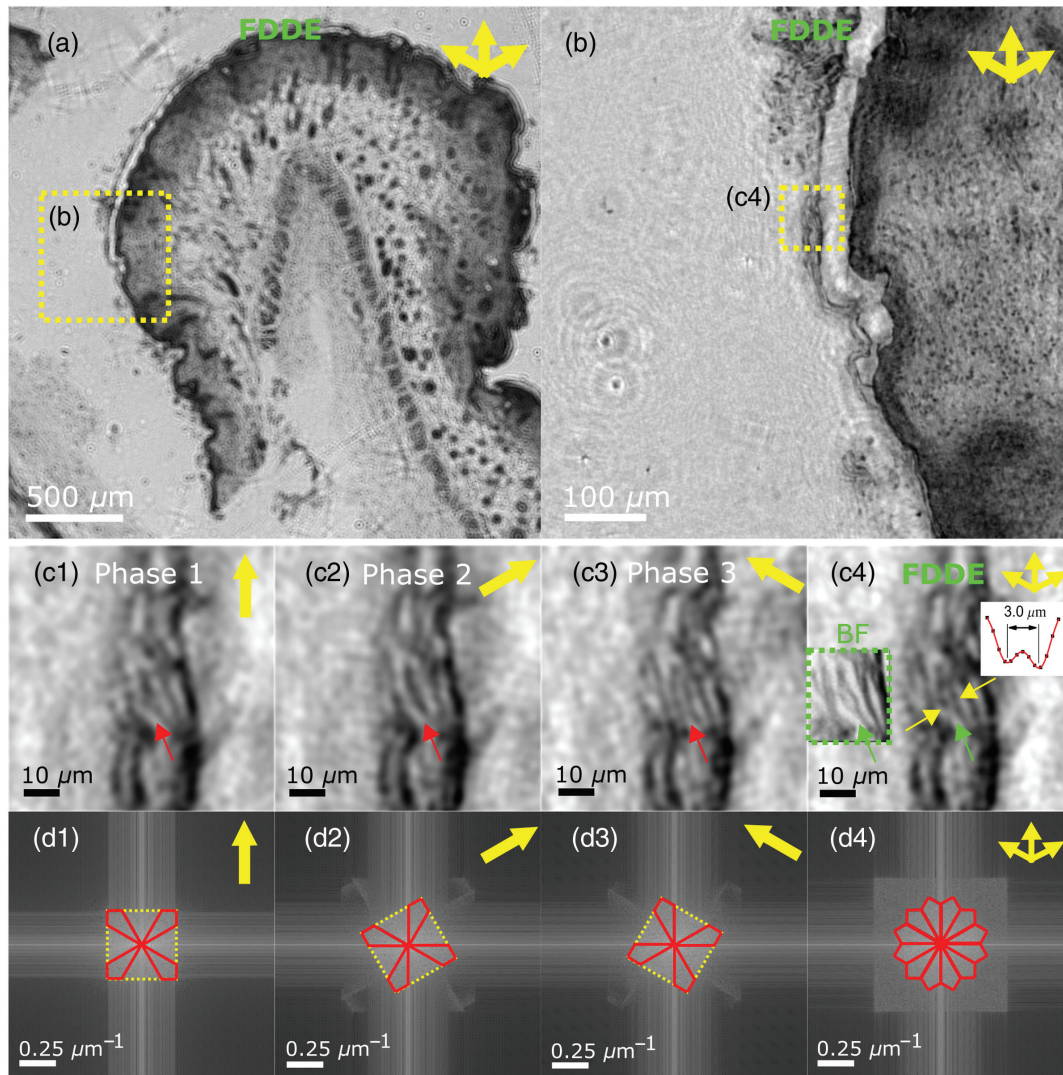 (a)
FDDE
(b)
500 µm
(b)
FDDE
(c4)
100 µm
(c1) Phase 1
10 µm
(c2) Phase 2
10 µm
(c3) Phase 3
10 µm
(c4) FDDE
3.0 µm
BF
10 µm
(d1)
0.25 µm⁻¹
(d2)
0.25 µm⁻¹
(d3)
0.25 µm⁻¹
(d4)
0.25 µm⁻¹